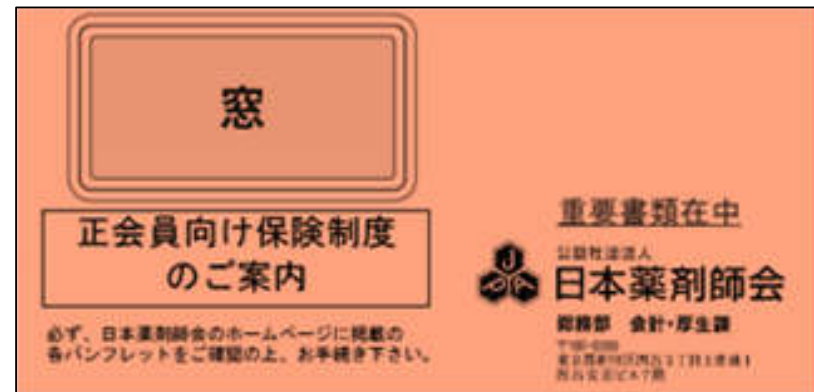 窓
正会員向け保険制度
のご案内
必ず、日本薬剤師会のホームページに掲載の
各パンフレットをご確認の上、お手続き下さい。
重要書類在中
公益社団法人
日本薬剤師会
総務部 会計・厚生課